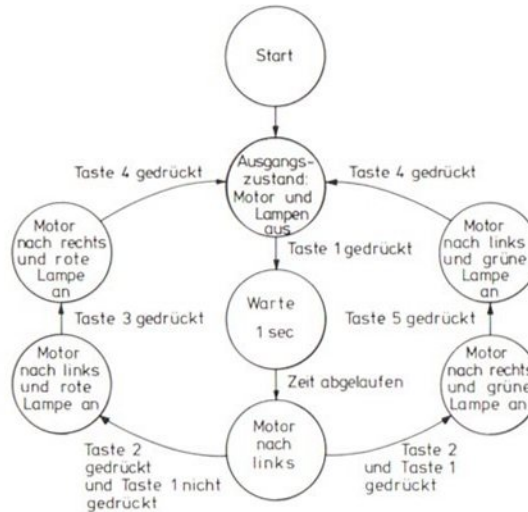 Start
Ausgangs-
zustand:
Motor und
Lampen
aus
Taste 4 gedrückt
Taste 4 gedrückt
Motor
nach rechts
und rote
Lampe
an
Taste 1 gedrückt
Motor
nach links
und grüne
Lampe
an
Warte
1 sec
Taste 3 gedrückt
Taste 5 gedrückt
Motor
nach links
und rote
Lampe an
Zeit abgelaufen
Motor
nach rechts
und grüne
Lampe an
Motor
nach
links
Taste 2
gedrückt
und Taste 1 nicht
gedrückt
Taste 2
und Taste 1
gedrückt